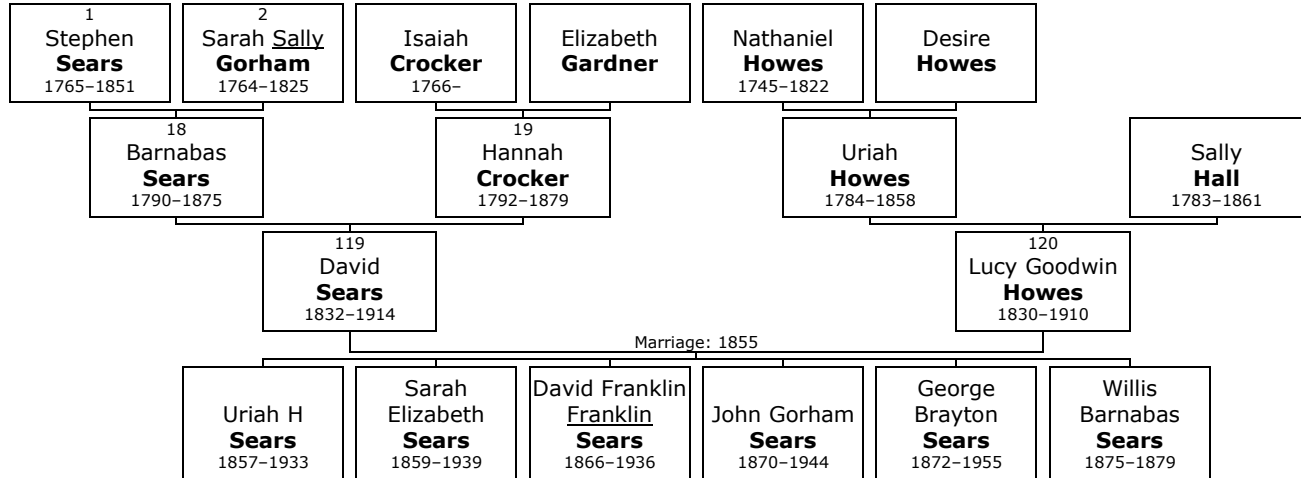 1
Stephen
Sears
1765–1851
2
Sarah Sally
Gorham
1764–1825
Isaiah
Crocker
1766–
Elizabeth
Gardner
Nathaniel
Howes
1745–1822
Desire
Howes
18
Barnabas
Sears
1790–1875
19
Hannah
Crocker
1792–1879
Uriah
Howes
1784–1858
Sally
Hall
1783–1861
119
David
Sears
1832–1914
120
Lucy Goodwin
Howes
1830–1910
Marriage: 1855
Uriah H
Sears
1857–1933
Sarah
Elizabeth
Sears
1859–1939
David Franklin
Franklin
Sears
1866–1936
John Gorham
Sears
1870–1944
George
Brayton
Sears
1872–1955
Willis
Barnabas
Sears
1875–1879